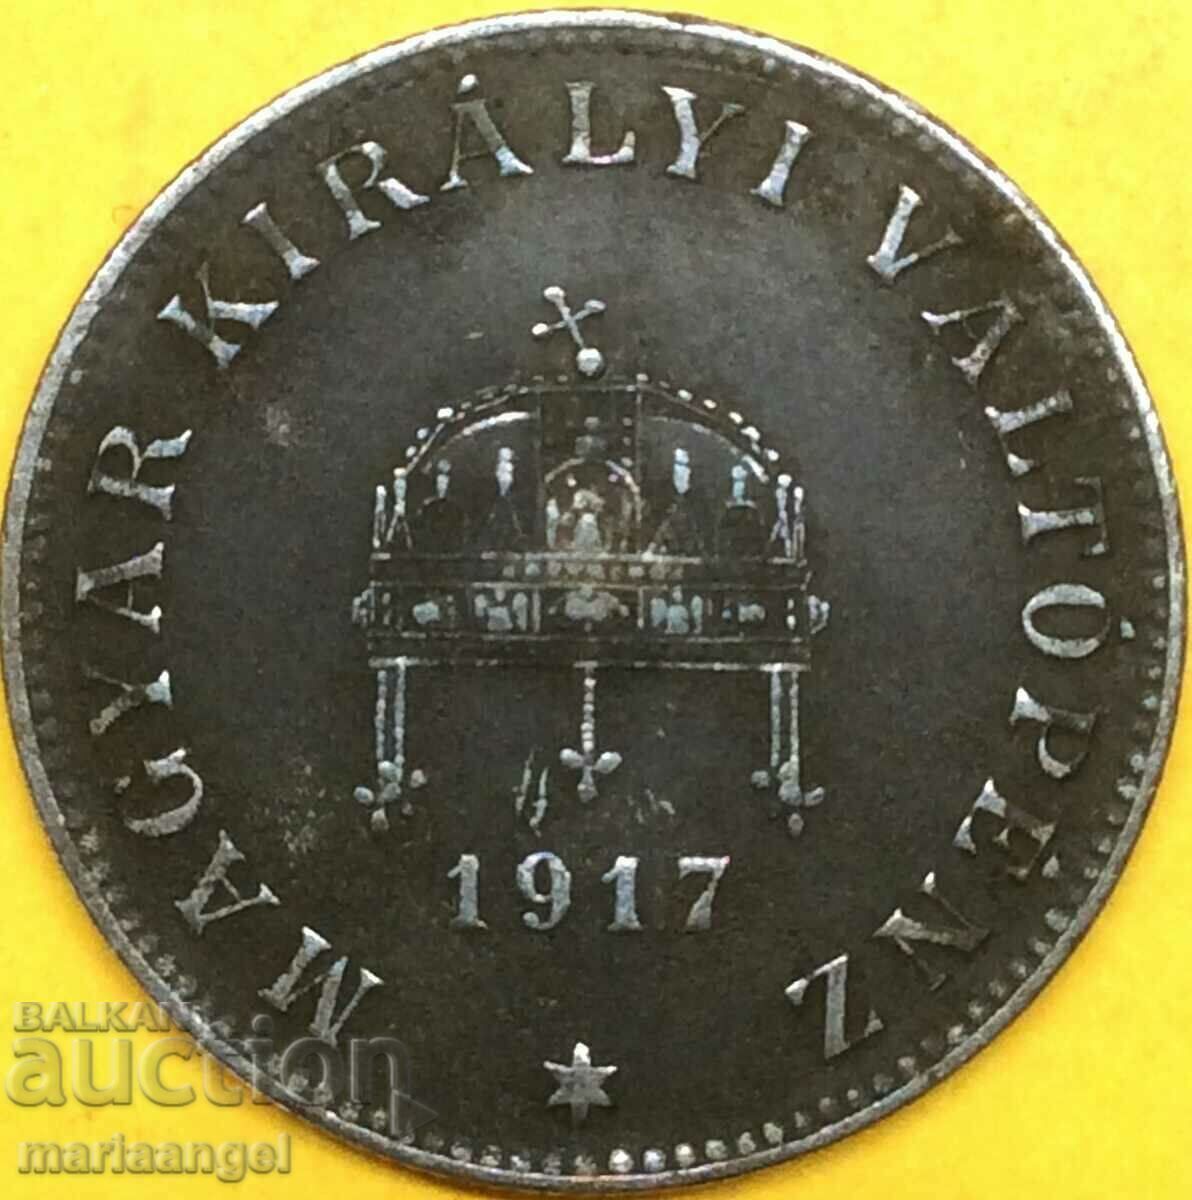 MAGYAR KIRÁLYI VÁLTÓPÉNZ
1917
BALKAN
auction
mariaangel